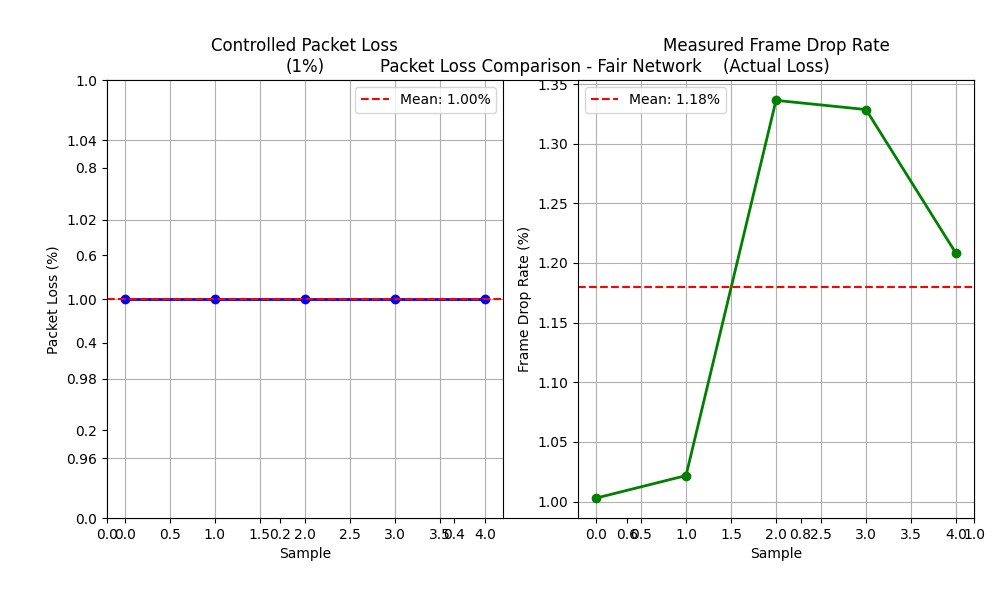 Controlled Packet Loss
(1%)
Packet Loss Comparison - Fair Network
Measured Frame Drop Rate
(Actual Loss)
Mean: 1.00%
Packet Loss (%)
1.0
1.04
0.8
1.02
0.6
1.00
0.4
0.98
0.2
0.96
0.0
0.0 0.0 0.5 1.0 1.5 0.2 2.0 2.5 3.0 3.5 0.4 4.0
Sample
Mean: 1.18%
Frame Drop Rate (%)
1.35
1.30
1.25
1.20
1.15
1.10
1.05
1.00
0.0 0.6 0.5 1.0 1.5 2.0 0.8 2.5 3.0 3.5 4.0 1.0
Sample